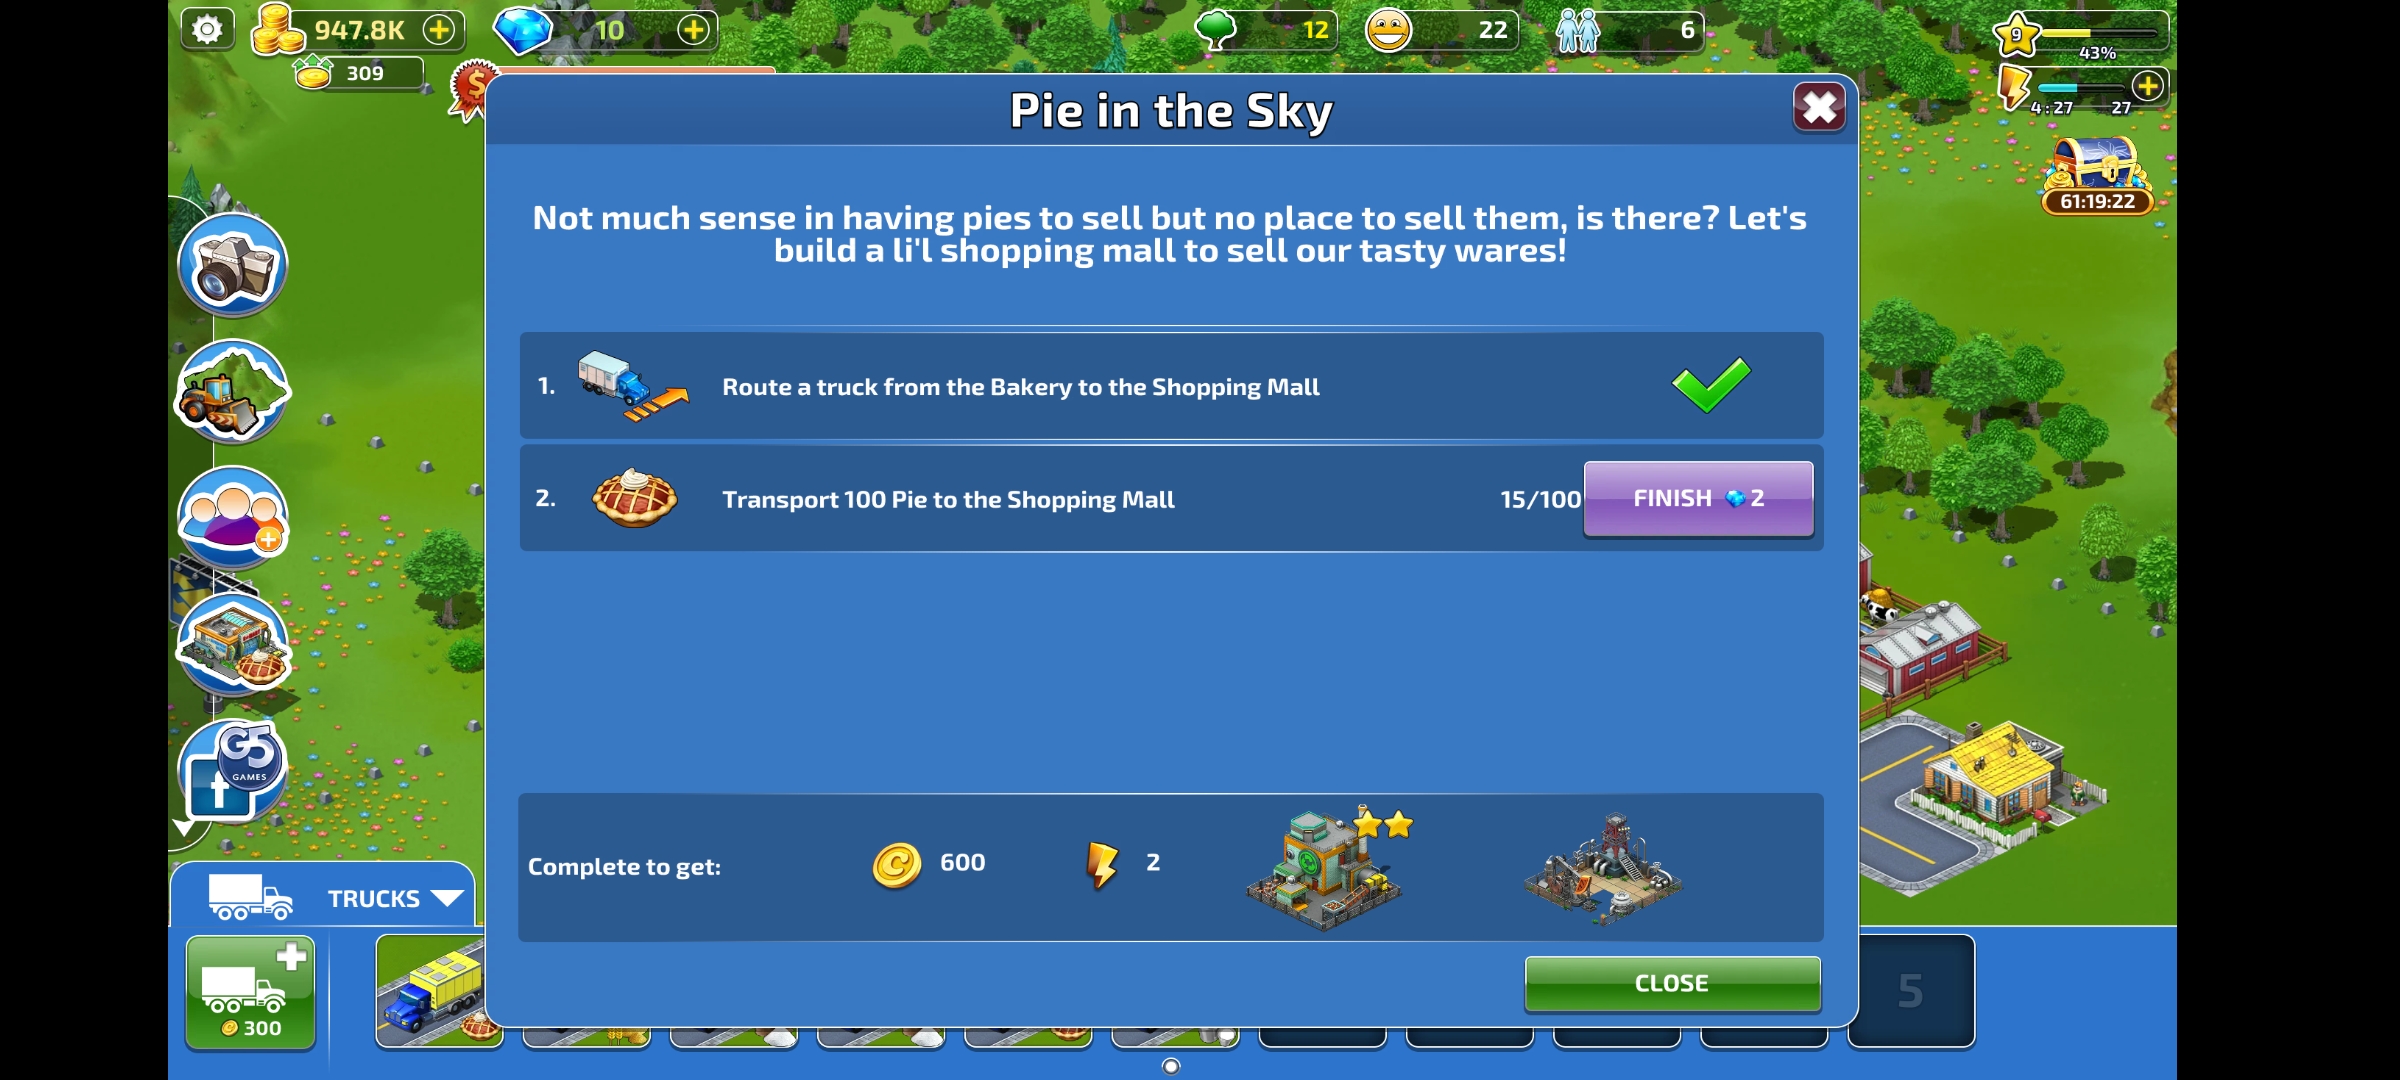 947.8K
10
12
22
6
9
43%
309
4:27
27
Pie in the Sky
61:19:22
Not much sense in having pies to sell but no place to sell them, is there? Let's
build a li'l shopping mall to sell our tasty wares!
1. Route a truck from the Bakery to the Shopping Mall
2. Transport 100 Pie to the Shopping Mall 15/100 FINISH 2
G5
GAMES
f
Complete to get: 600 2
TRUCKS
CLOSE
300
5